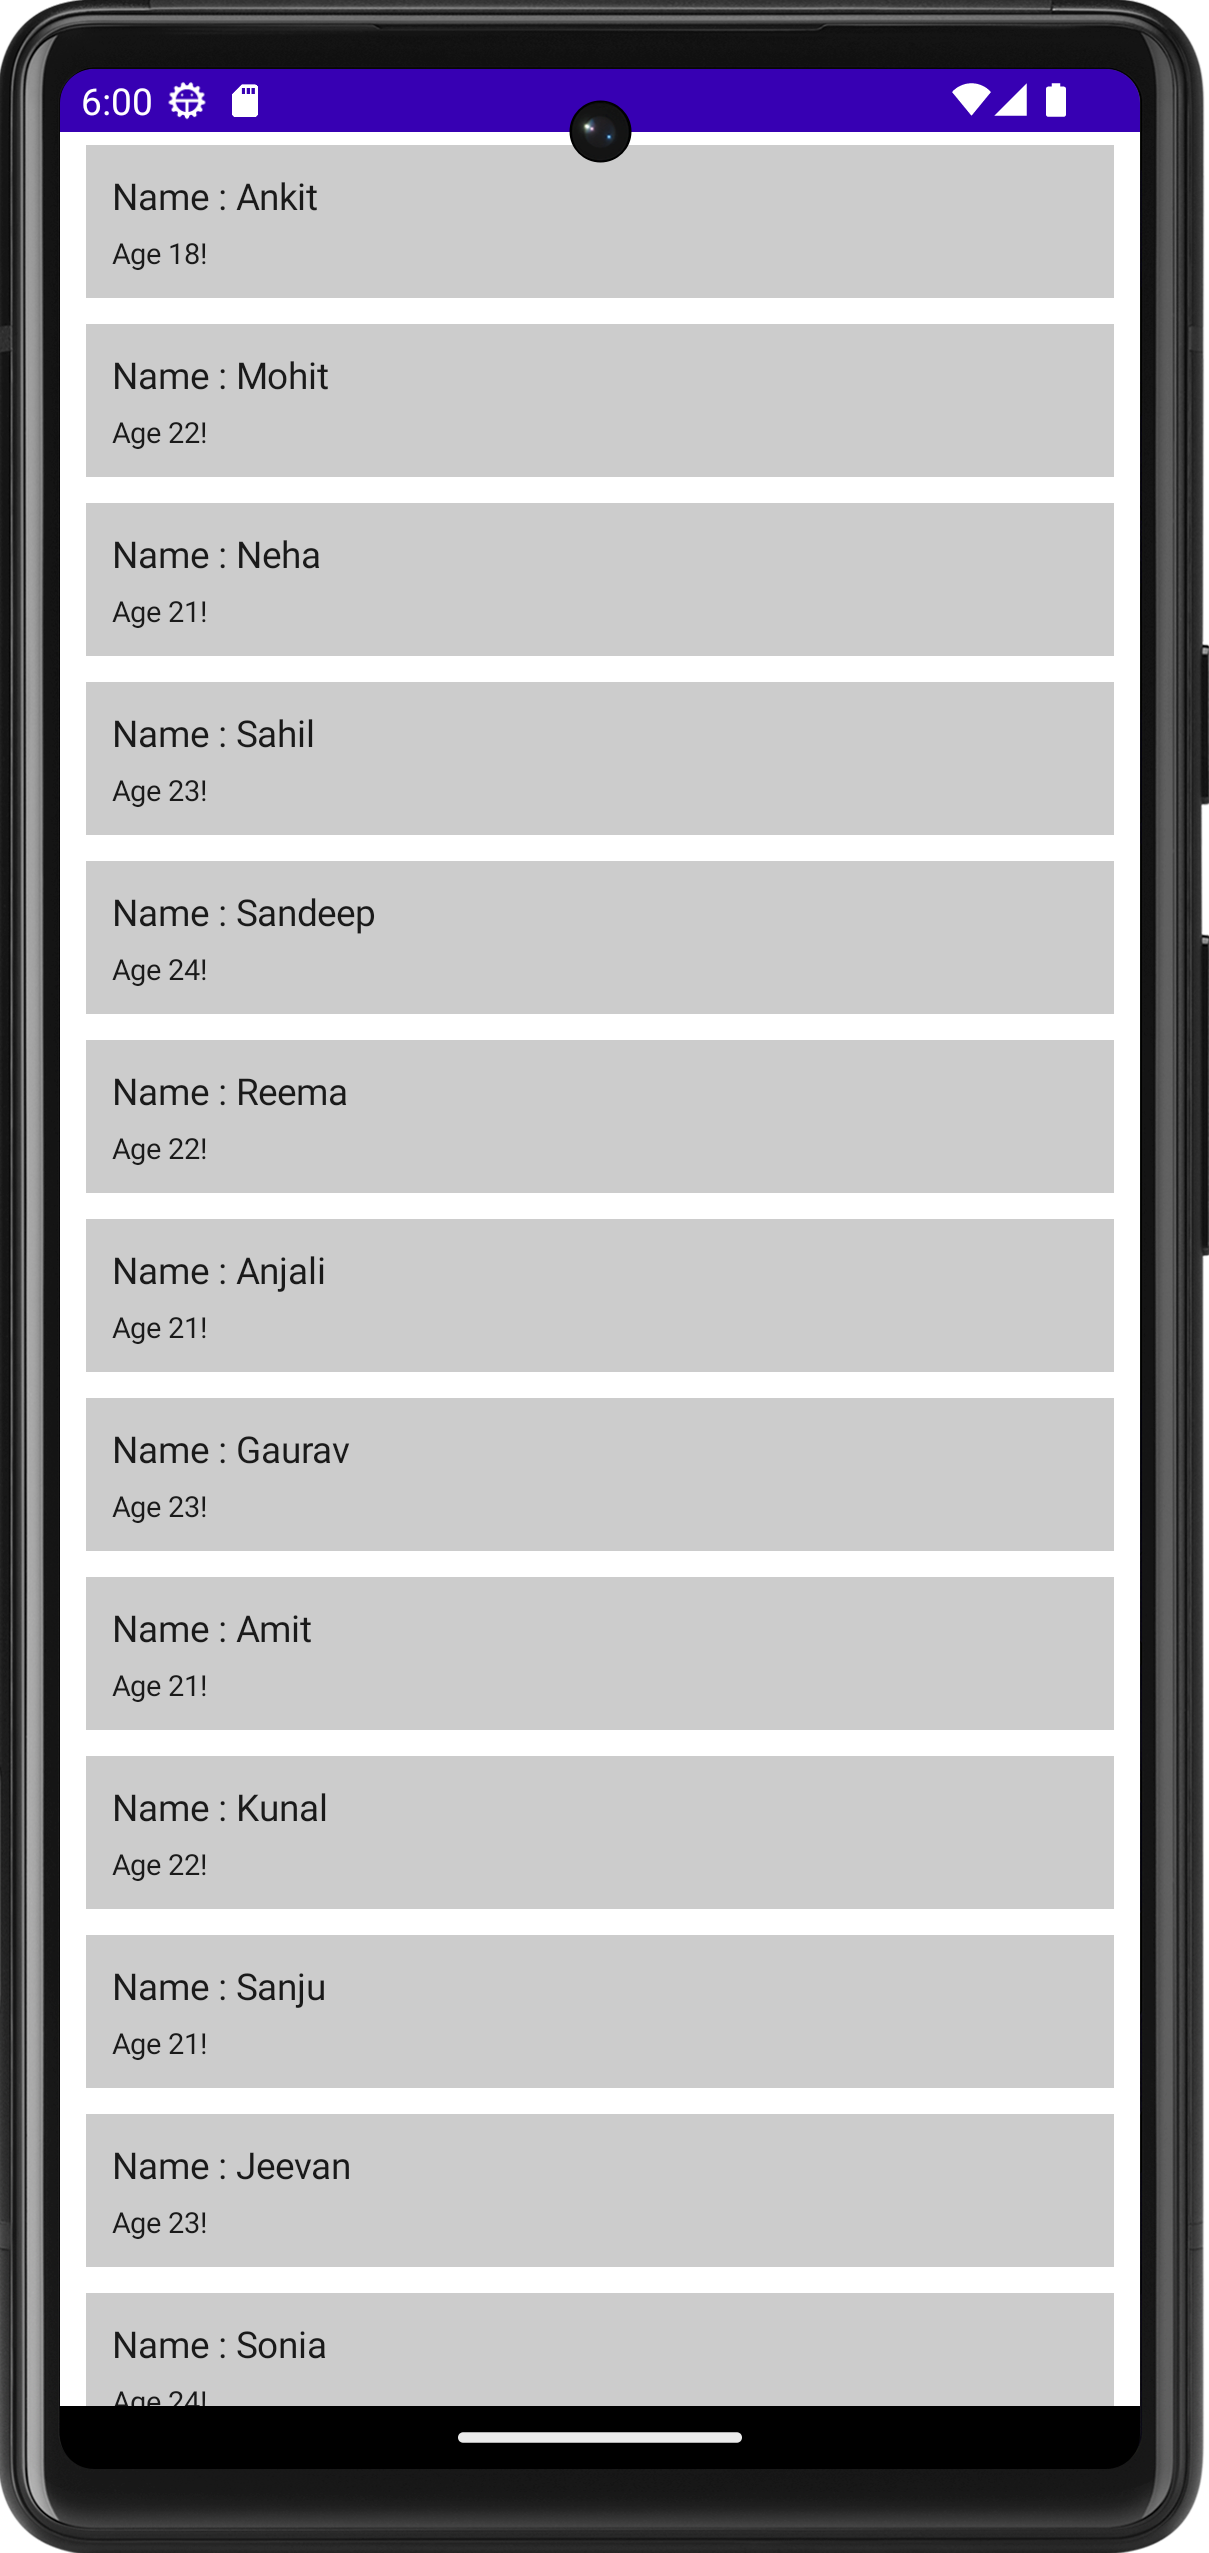 6:00
Name : Ankit
Age 18!
Name : Mohit
Age 22!
Name : Neha
Age 21!
Name : Sahil
Age 23!
Name : Sandeep
Age 24!
Name : Reema
Age 22!
Name : Anjali
Age 21!
Name : Gaurav
Age 23!
Name : Amit
Age 21!
Name : Kunal
Age 22!
Name : Sanju
Age 21!
Name : Jeevan
Age 23!
Name : Sonia
Age 24!